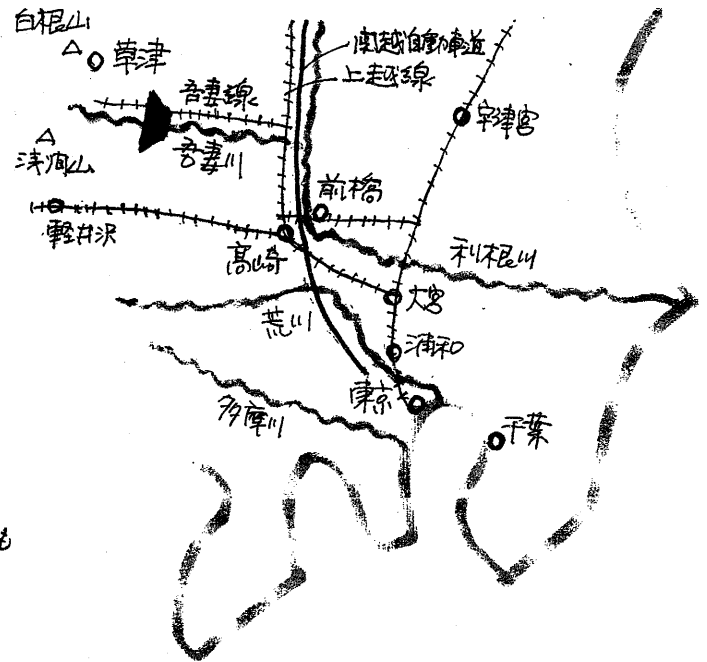 白根山
草津
関越自動車道
上越線
吾妻線
宇都宮
浅間山
吾妻川
前橋
軽井沢
高崎
利根川
大宮
荒川
浦和
東京
多摩川
千葉
も